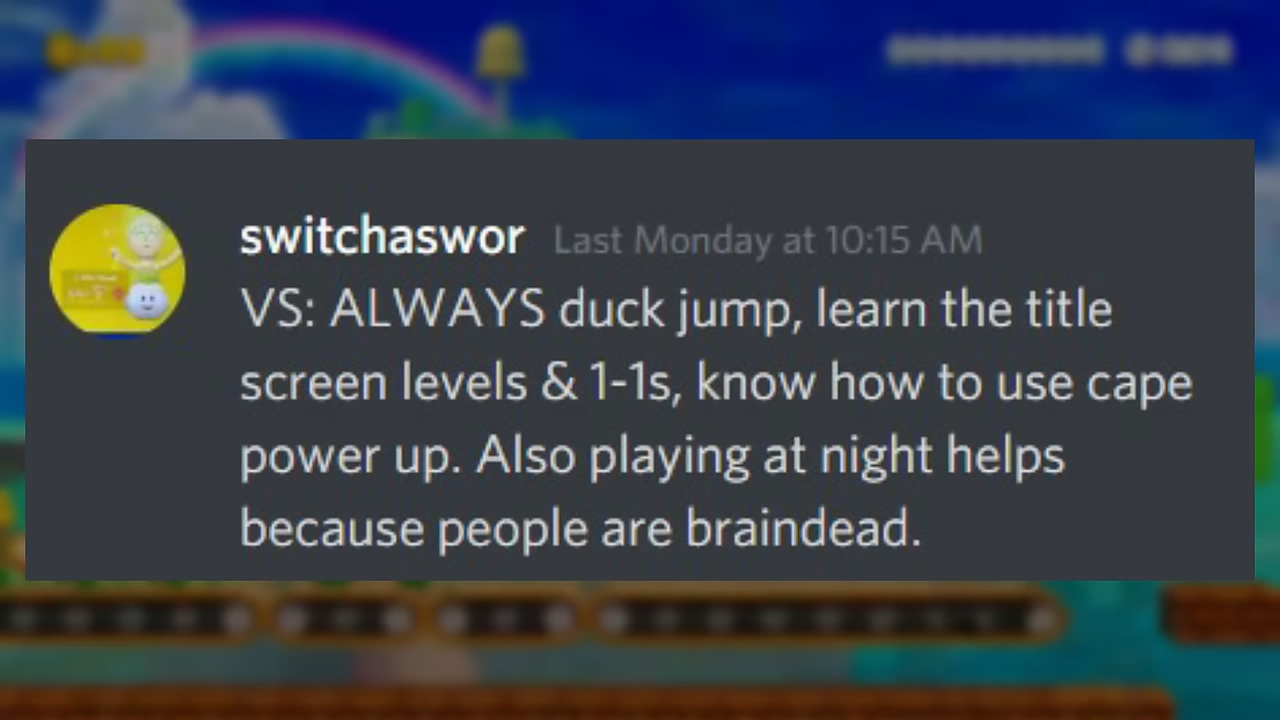 switchaswor Last Monday at 10:15 AM
VS: ALWAYS duck jump, learn the title
screen levels & 1-1s, know how to use cape
power up. Also playing at night helps
because people are braindead.